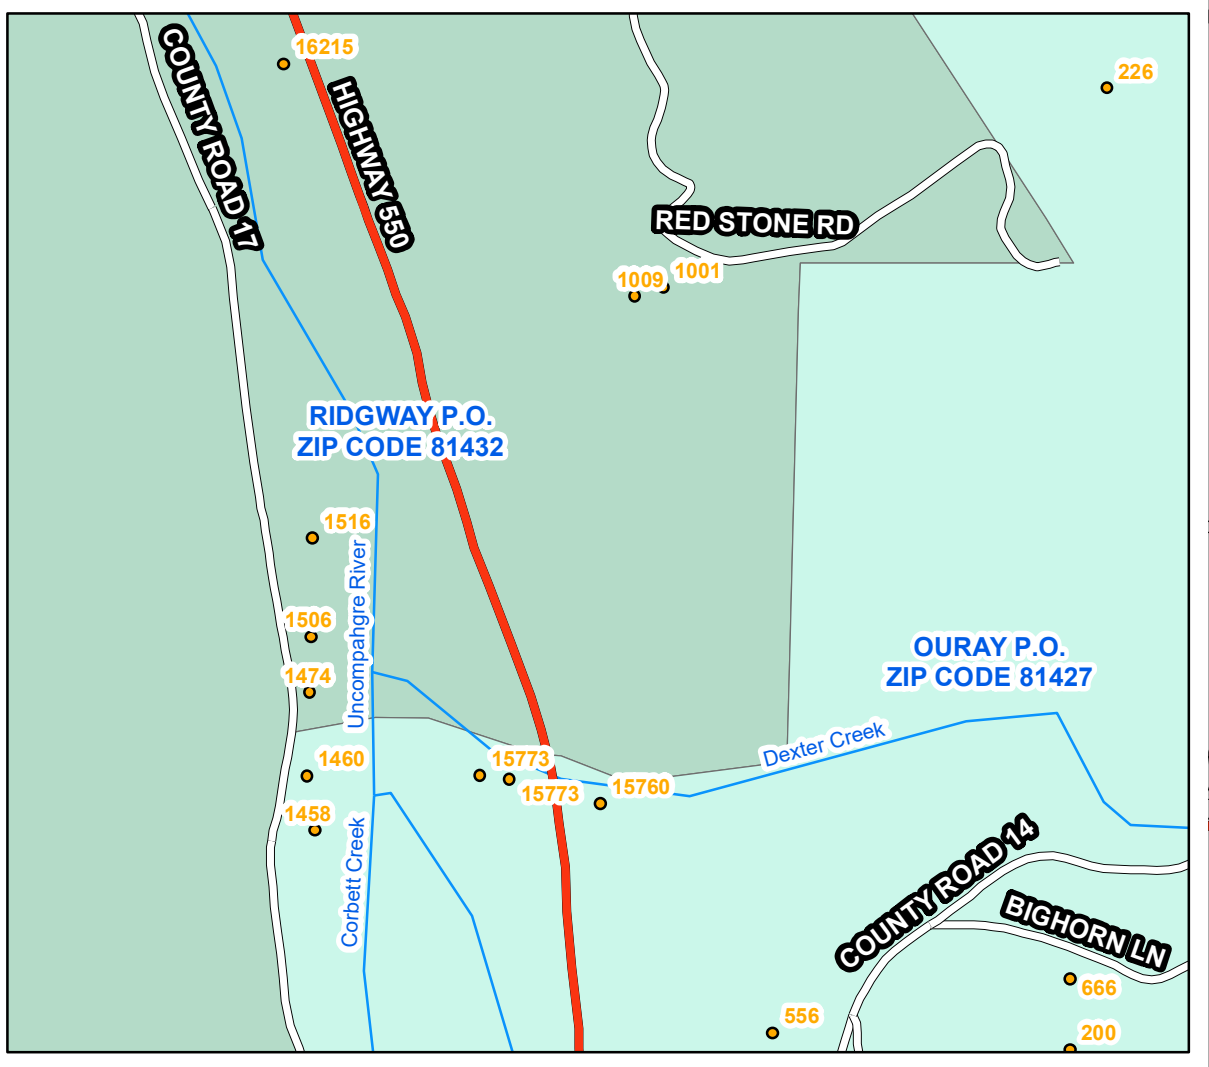 COUNTY ROAD 17
16215
HIGHWAY 550
226
RED STONE RD
1009
1001
RIDGWAY P.O.
ZIP CODE 81432
1516
Uncompahgre River
1506
1474
OURAY P.O.
ZIP CODE 81427
Dexter Creek
1460
15773
15773
15760
1458
Corbett Creek
COUNTY ROAD 14
BIGHORN LN
666
556
200